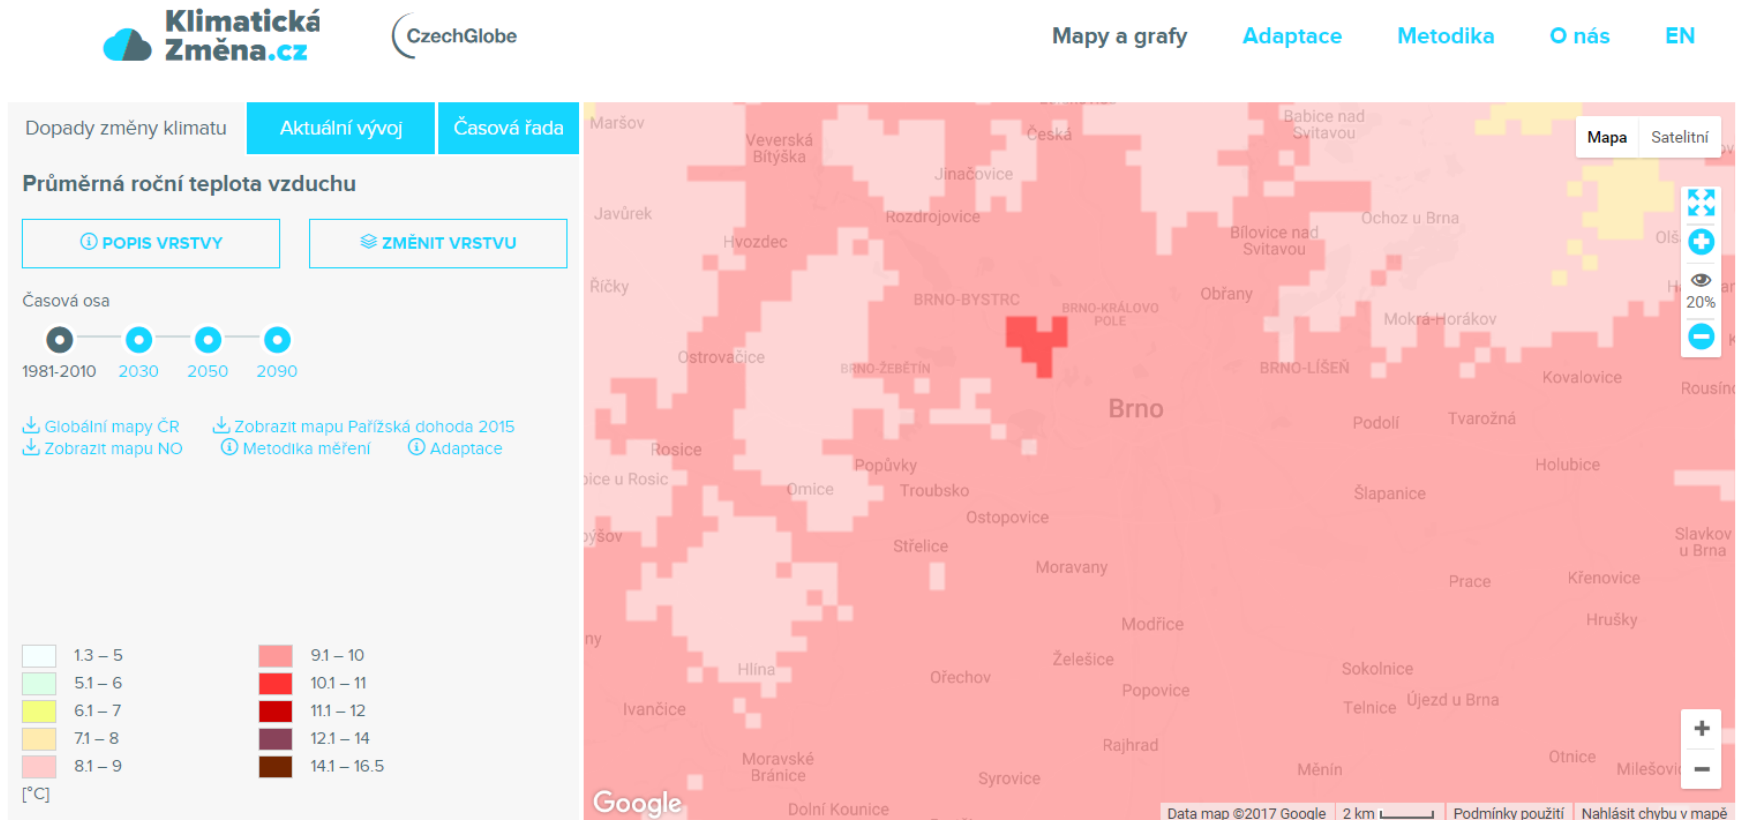 Klimatická
Změna.cz
CzechGlobe
Mapy a grafy
Adaptace
Metodika
O nás
EN
Dopady změny klimatu
Aktuální vývoj
Časová řada
Průměrná roční teplota vzduchu
POPIS VRSTVY
ZMĚNIT VRSTVU
Časová osa
1981-2010 2030 2050 2090
Globální mapy ČR
Zobrazit mapu Pařížská dohoda 2015
Zobrazit mapu NO
Metodika měření
Adaptace
1.3 – 5
5.1 – 6
6.1 – 7
7.1 – 8
8.1 – 9
[°C]
9.1 – 10
10.1 – 11
11.1 – 12
12.1 – 14
14.1 – 16.5
Maršov
Veverská
Bítýška
Česká
Babice nad
Svitavou
Mapa
Satelitní
Jinačovice
Javůrek
Rozdrojovice
Ochoz u Brna
Hvozdec
Bílovice nad
Svitavou
Říčky
BRNO-BYSTRC
BRNO-KRÁLOVO
POLE
Obřany
20%
Mokrá-Horákov
Ostrovačice
BRNO-ŽEBĚTÍN
BRNO-LÍŠEŇ
Kovalovice
Brno
Podolí
Tvarožná
Rosice
Popůvky
Holubice
Omice
Troubsko
Šlapanice
Ostopovice
Střelice
Slavkov
u Brna
Moravany
Prace
Křenovice
Modřice
Hrušky
Želešice
Hlína
Ořechov
Sokolnice
Popovice
Telnice
Újezd u Brna
Ivančice
Rajhrad
Moravské
Bránice
Syrovice
Měnín
Otnice
Google
Dolní Kounice
Data map ©2017 Google
2 km
Podmínky použití
Nahlásit chybu v mapě